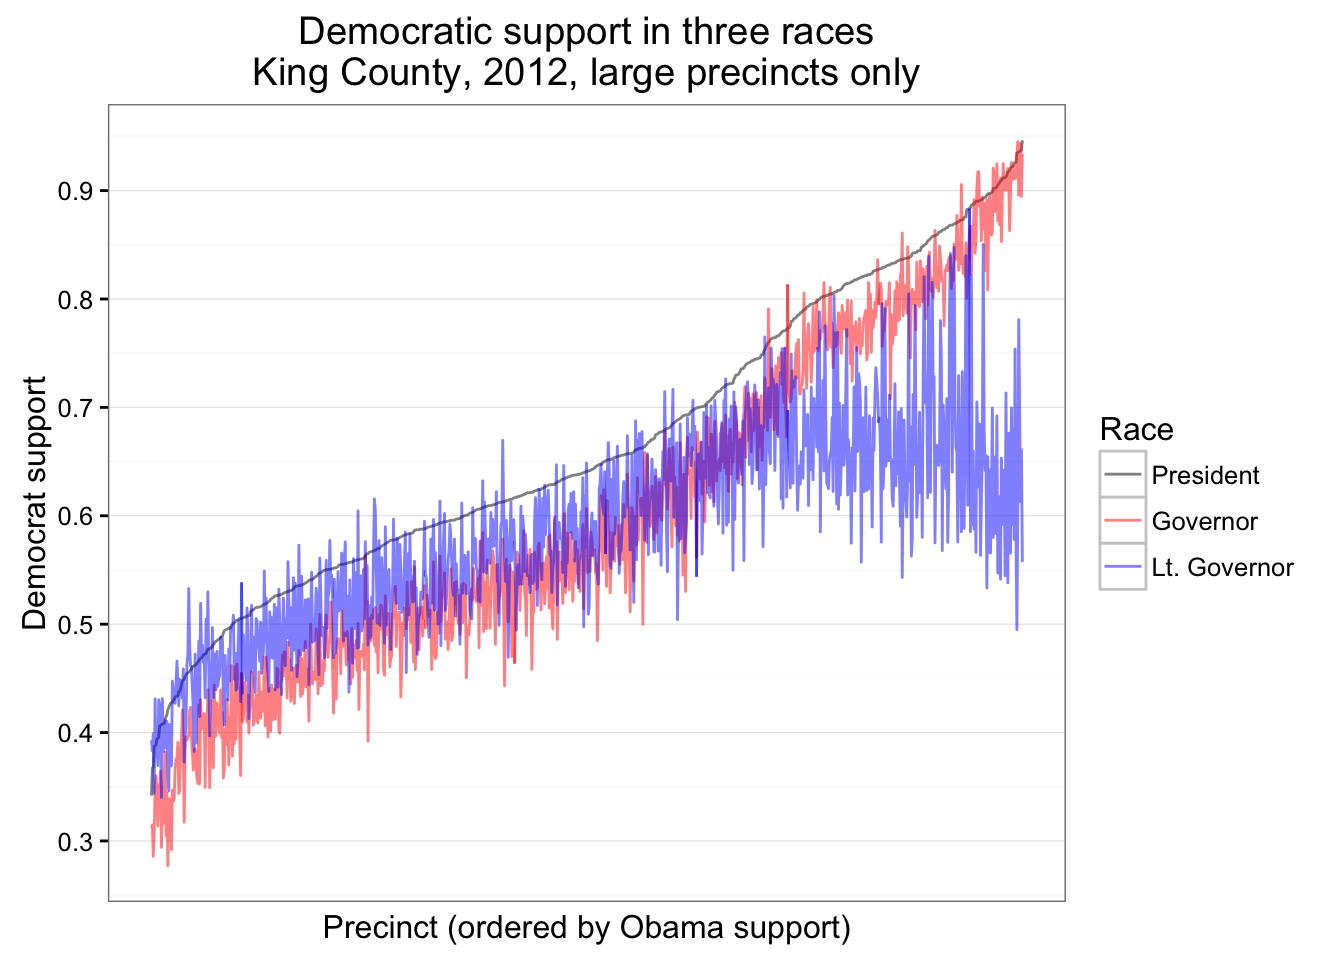 Democratic support in three races
King County, 2012, large precincts only
Democrat support
0.9
0.8
0.7
0.6
0.5
0.4
0.3
Precinct (ordered by Obama support)
Race
President
Governor
Lt. Governor